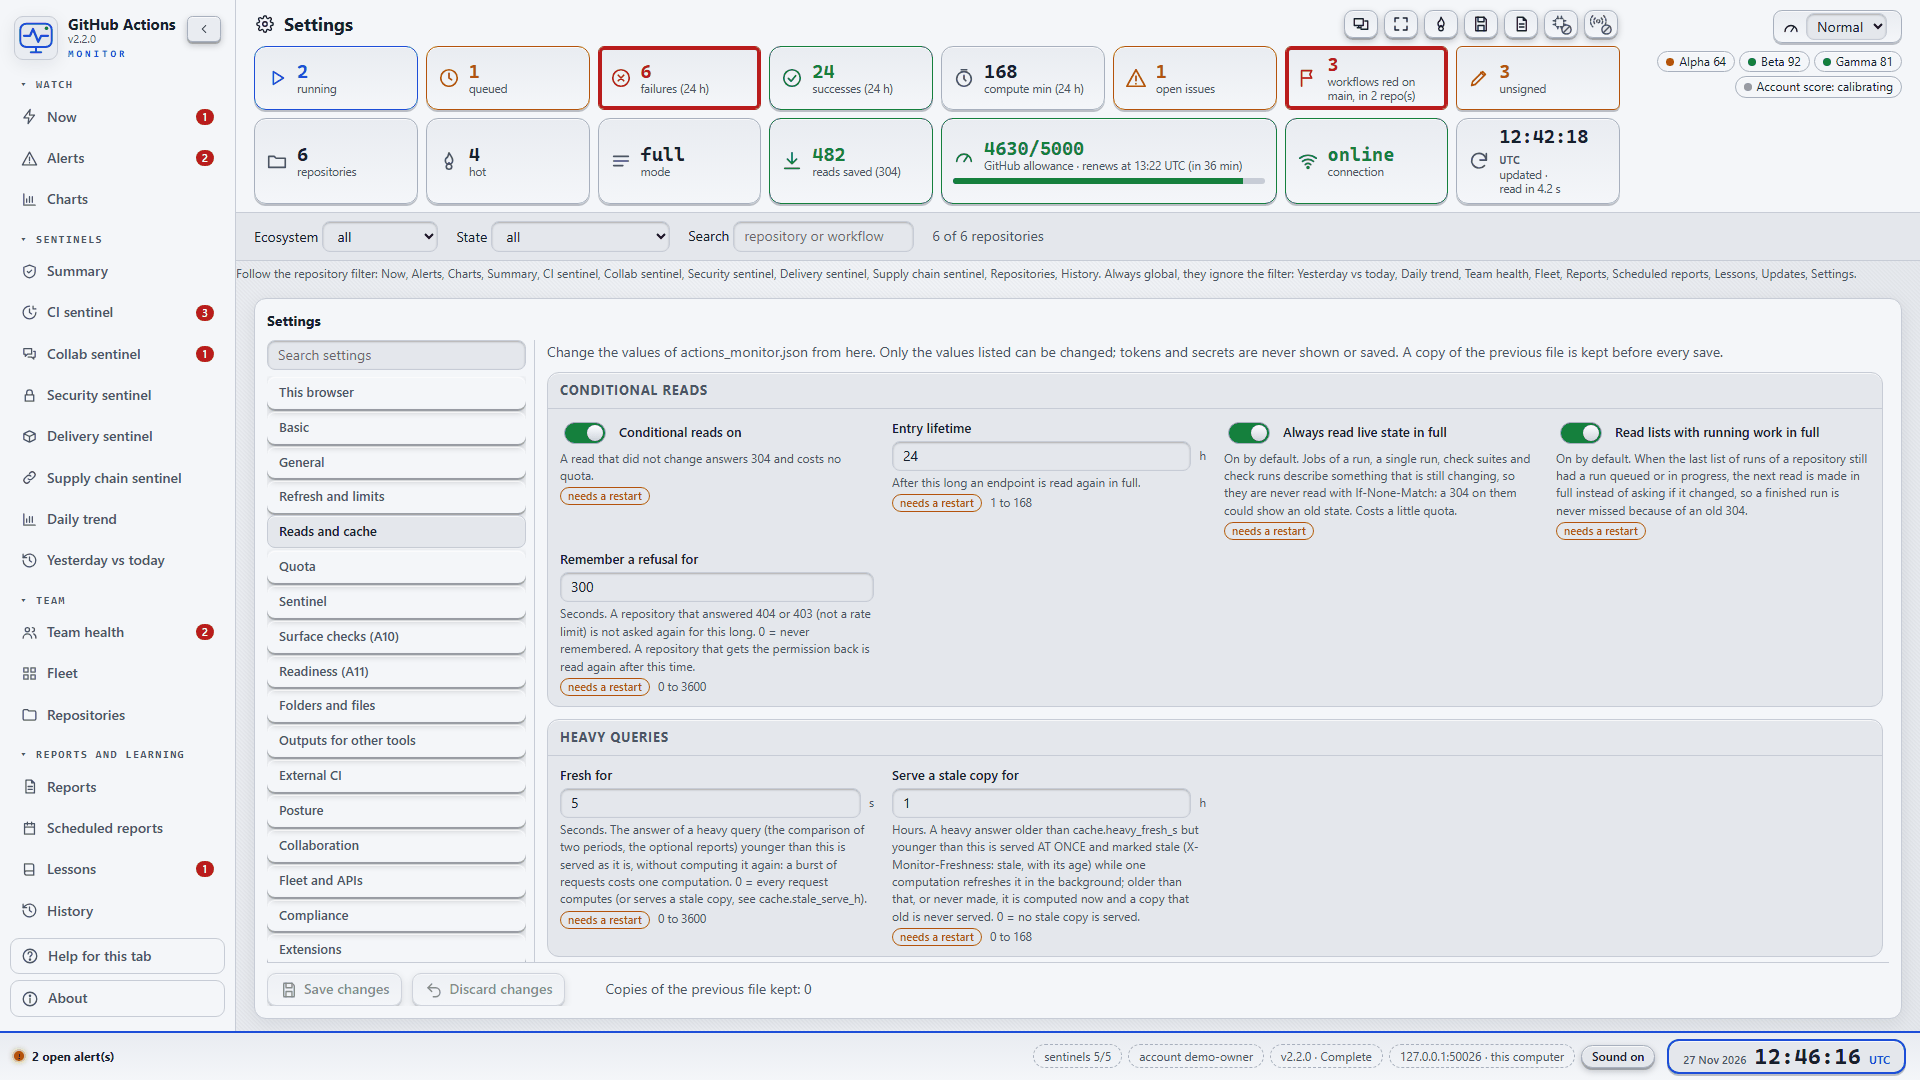 GitHub Actions
v2.2.0
MONITOR
WATCH
Now 1
Alerts 2
Charts
SENTINELS
Summary
CI sentinel 3
Collab sentinel 1
Security sentinel
Delivery sentinel
Supply chain sentinel
Daily trend
Yesterday vs today
TEAM
Team health 2
Fleet
Repositories
REPORTS AND LEARNING
Reports
Scheduled reports
Lessons 1
History
Help for this tab
About
Settings
Normal
Alpha 64
Beta 92
Gamma 81
Account score: calibrating
2
running
1
queued
6
failures (24 h)
24
successes (24 h)
168
compute min (24 h)
1
open issues
3
workflows red on
main, in 2 repo(s)
3
unsigned
6
repositories
4
hot
full
mode
482
reads saved (304)
4630/5000
GitHub allowance · renews at 13:22 UTC (in 36 min)
online
connection
12:42:18
UTC
updated ·
read in 4.2 s
Ecosystem all
State all
Search repository or workflow
6 of 6 repositories
Follow the repository filter: Now, Alerts, Charts, Summary, CI sentinel, Collab sentinel, Security sentinel, Delivery sentinel, Supply chain sentinel, Repositories, History. Always global, they ignore the filter: Yesterday vs today, Daily trend, Team health, Fleet, Reports, Scheduled reports, Lessons, Updates, Settings.
Settings
Search settings
This browser
Basic
General
Refresh and limits
Reads and cache
Quota
Sentinel
Surface checks (A10)
Readiness (A11)
Folders and files
Outputs for other tools
External CI
Posture
Collaboration
Fleet and APIs
Compliance
Extensions
Change the values of actions_monitor.json from here. Only the values listed can be changed; tokens and secrets are never shown or saved. A copy of the previous file is kept before every save.
CONDITIONAL READS
Conditional reads on
A read that did not change answers 304 and costs no
quota.
needs a restart
Entry lifetime
24 h
After this long an endpoint is read again in full.
needs a restart 1 to 168
Always read live state in full
On by default. Jobs of a run, a single run, check suites and
check runs describe something that is still changing, so
they are never read with If-None-Match: a 304 on them
could show an old state. Costs a little quota.
needs a restart
Read lists with running work in full
On by default. When the last list of runs of a repository still
had a run queued or in progress, the next read is made in
full instead of asking if it changed, so a finished run is
never missed because of an old 304.
needs a restart
Remember a refusal for
300
Seconds. A repository that answered 404 or 403 (not a rate
limit) is not asked again for this long. 0 = never
remembered. A repository that gets the permission back is
read again after this time.
needs a restart 0 to 3600
HEAVY QUERIES
Fresh for
5 s
Seconds. The answer of a heavy query (the comparison of
two periods, the optional reports) younger than this is
served as it is, without computing it again: a burst of
requests costs one computation. 0 = every request
computes (or serves a stale copy, see cache.stale_serve_h).
needs a restart 0 to 3600
Serve a stale copy for
1 h
Hours. A heavy answer older than cache.heavy_fresh_s but
younger than this is served AT ONCE and marked stale (X-
Monitor-Freshness: stale, with its age) while one
computation refreshes it in the background; older than
that, or never made, it is computed now and a copy that
old is never served. 0 = no stale copy is served.
needs a restart 0 to 168
Save changes
Discard changes
Copies of the previous file kept: 0
2 open alert(s)
sentinels 5/5
account demo-owner
v2.2.0 · Complete
127.0.0.1:50026 · this computer
Sound on
27 Nov 2026 12:46:16 UTC